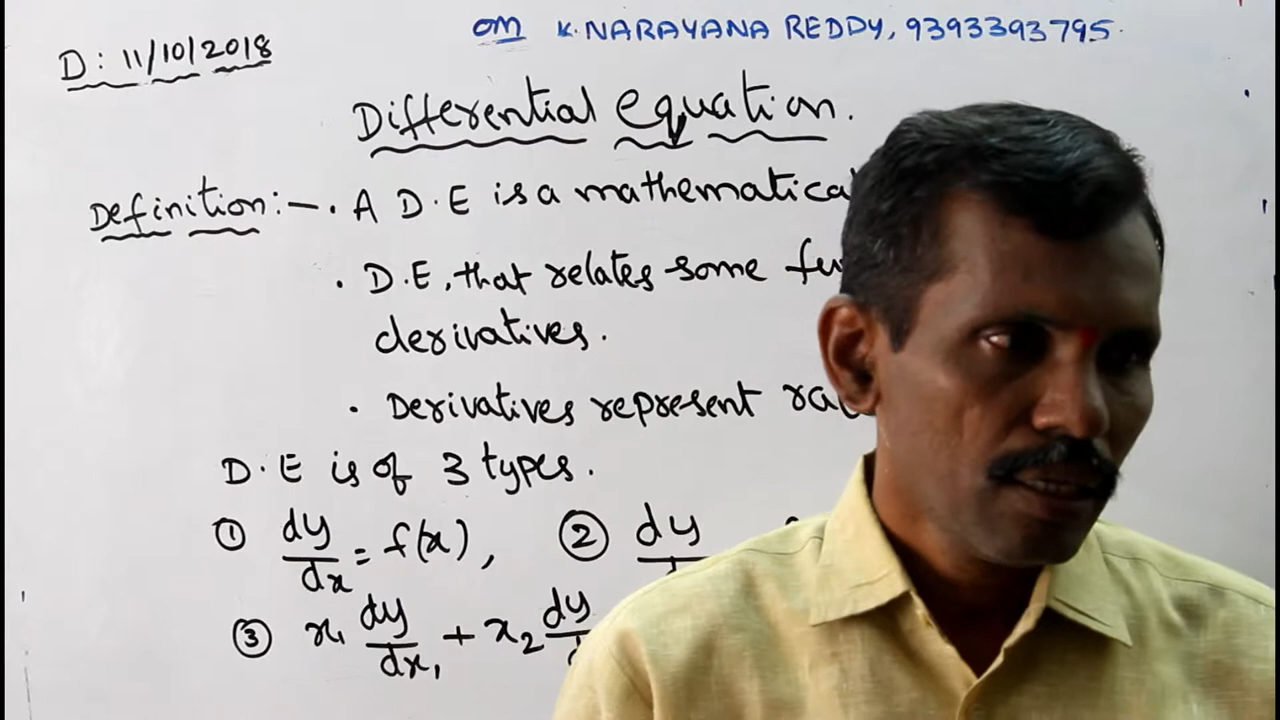 OM K. NARAYANA REDDY, 9393393795.
D: 11/10/2018
Differential equation.
Definition:- . A D.E is a mathematica
. D.E, that relates some fu
derivatives.
. Derivatives represent ra
D.E is of 3 types.
① dy/dx = f(x), ② dy
③ x₁ dy/dx₁ + x₂ dy